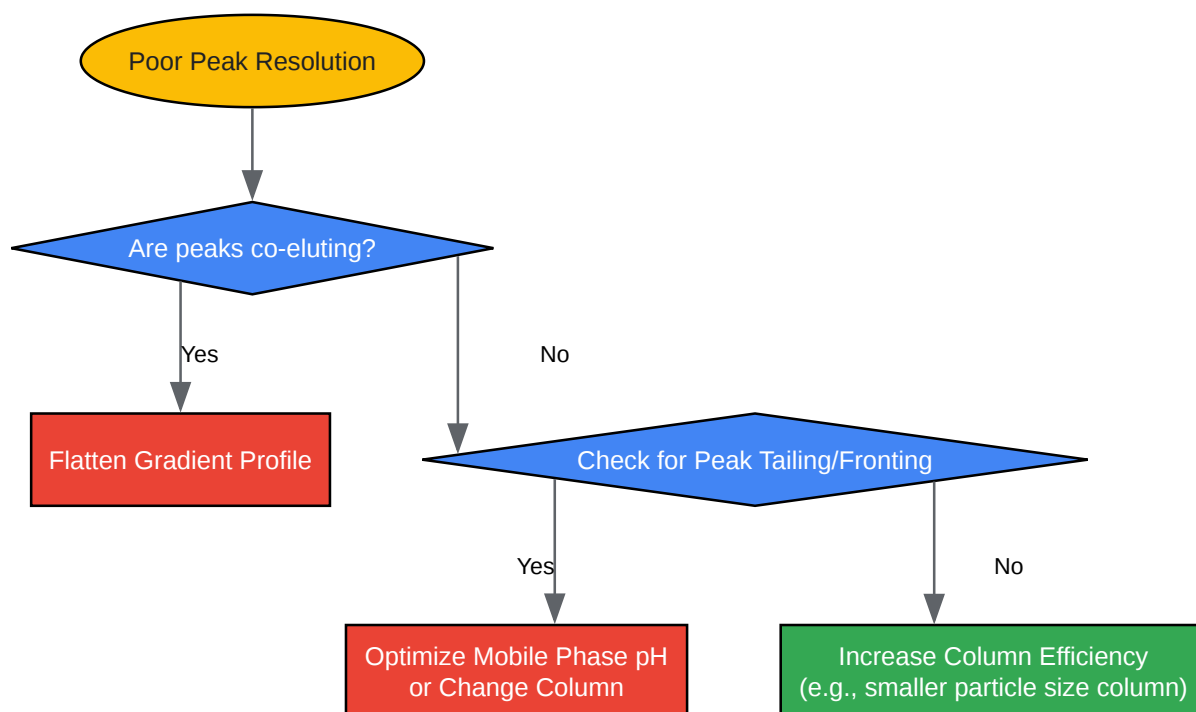 Poor Peak Resolution
Are peaks co-eluting?
Yes
No
Flatten Gradient Profile
Check for Peak Tailing/Fronting
Yes
No
Optimize Mobile Phase pH
or Change Column
Increase Column Efficiency
(e.g., smaller particle size column)